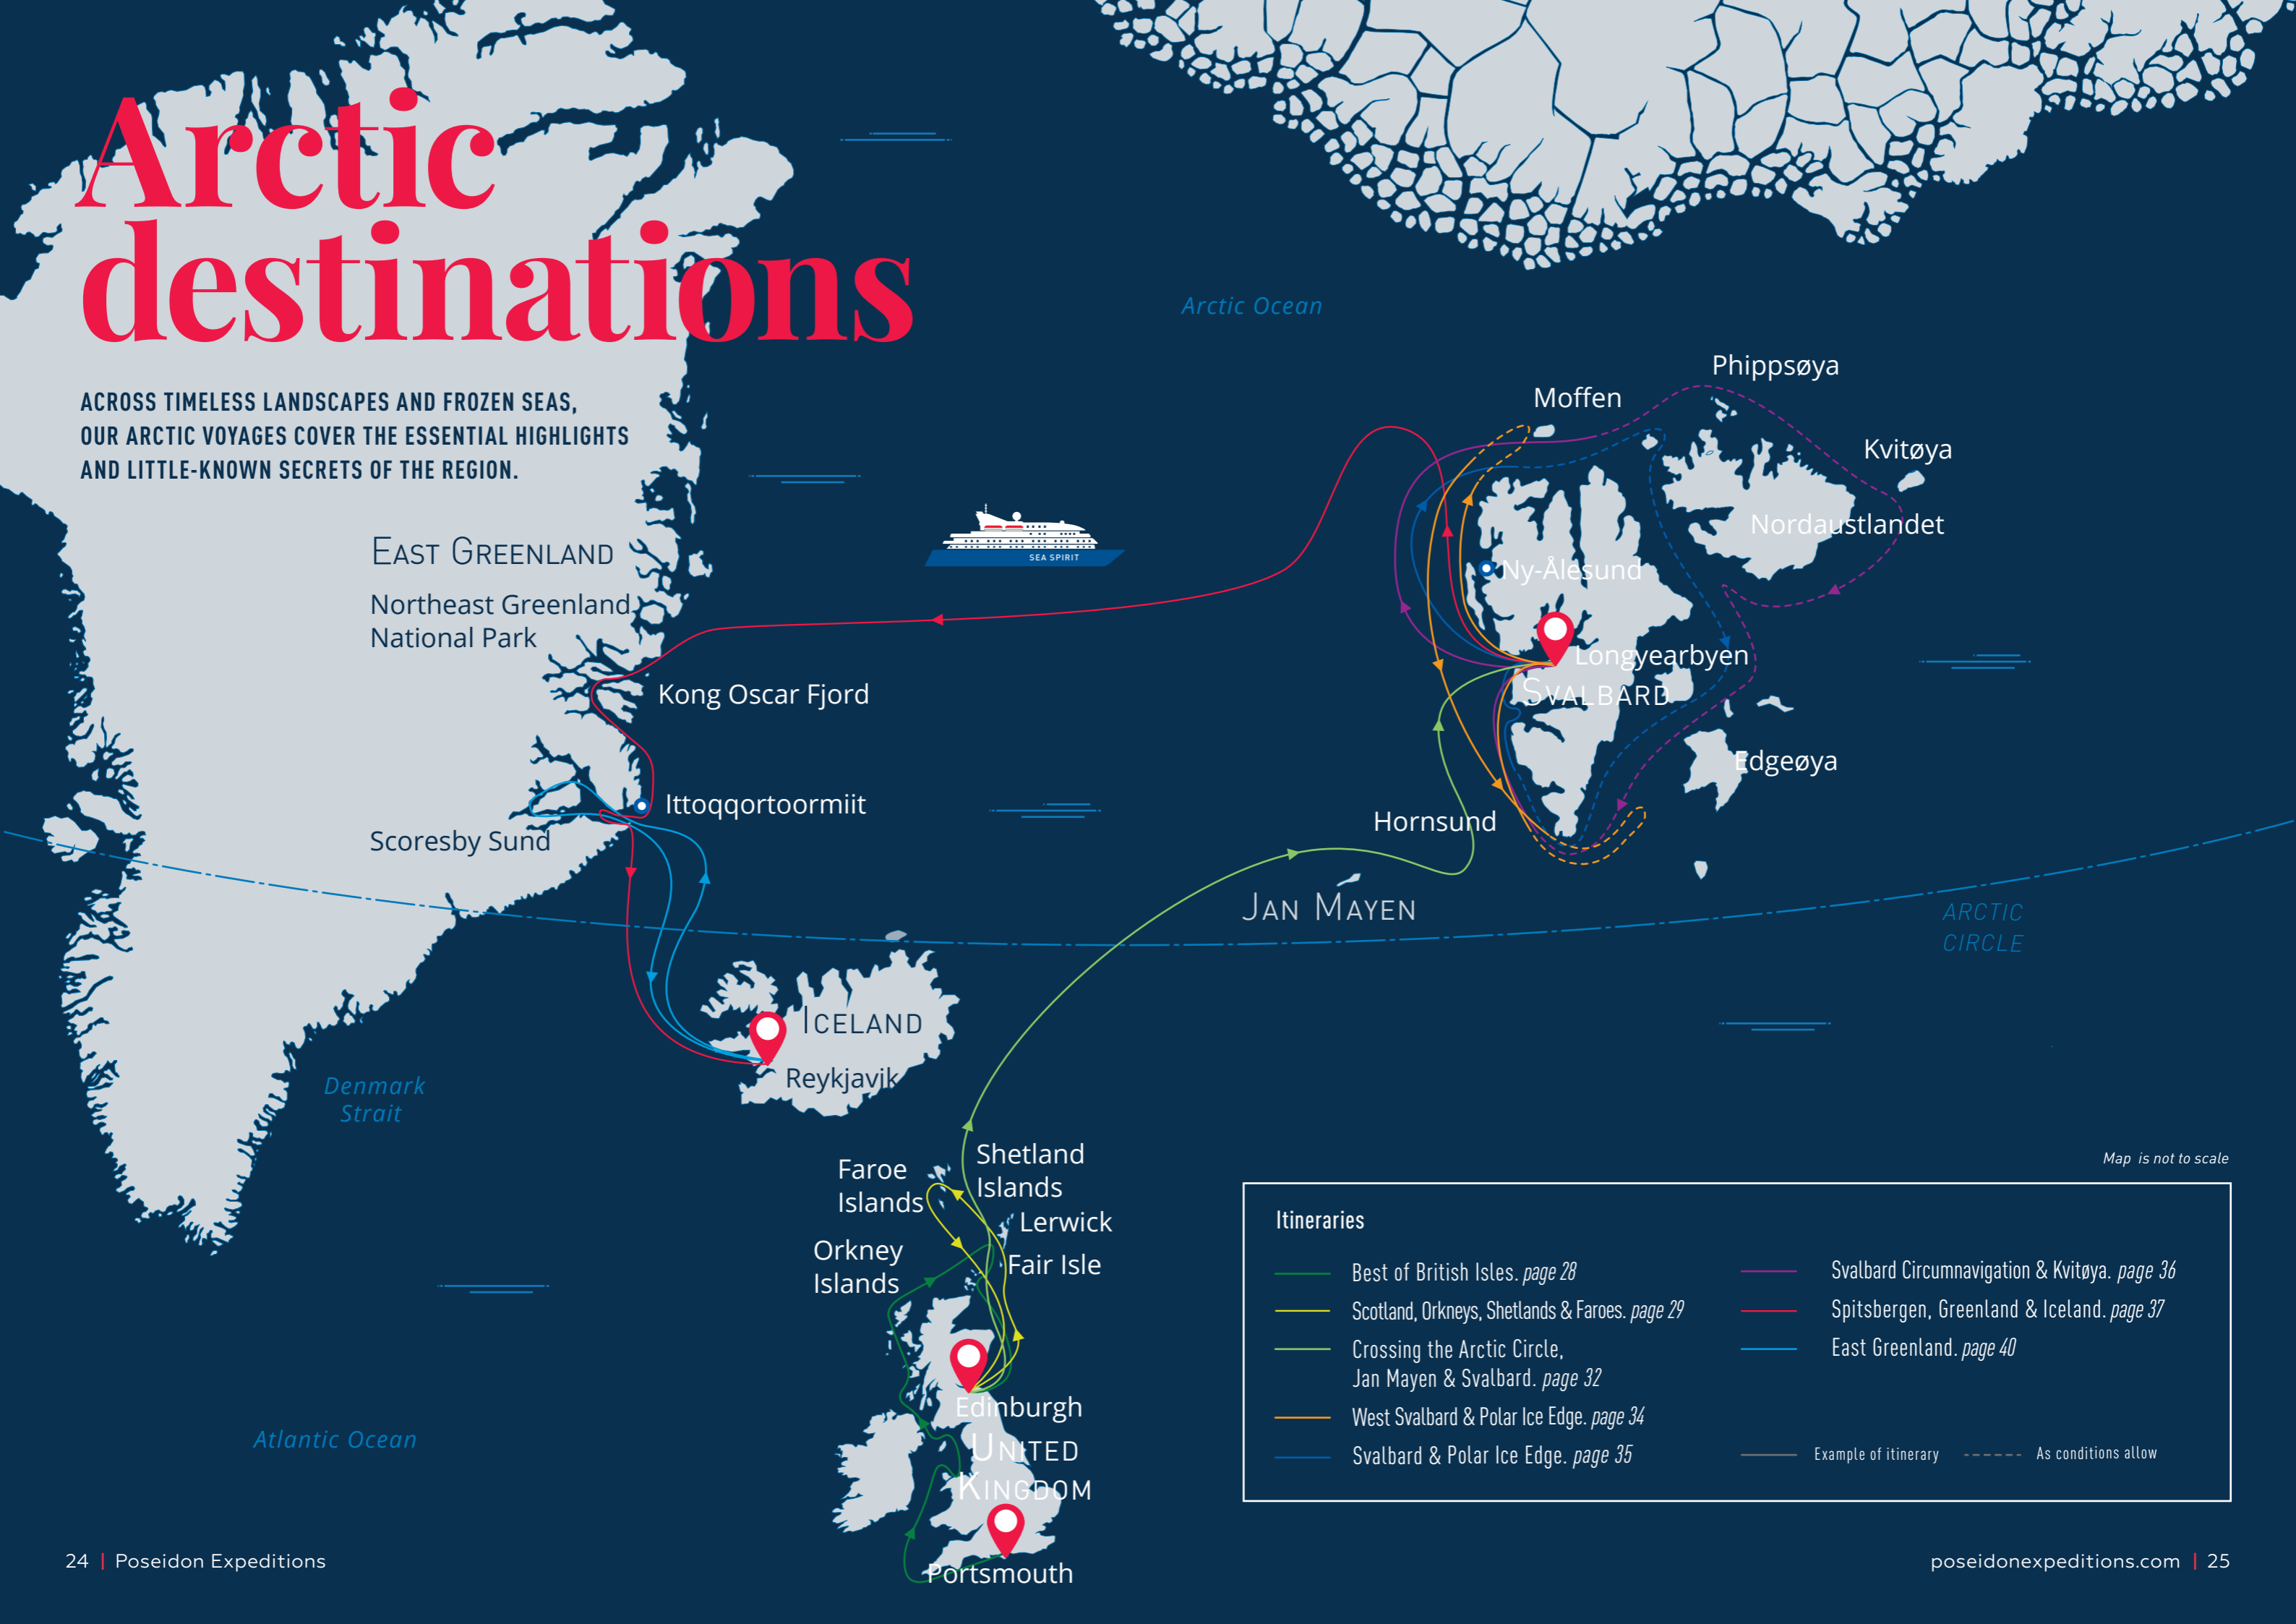 Arctic
destinations
ACROSS TIMELESS LANDSCAPES AND FROZEN SEAS,
OUR ARCTIC VOYAGES COVER THE ESSENTIAL HIGHLIGHTS
AND LITTLE-KNOWN SECRETS OF THE REGION.
Arctic Ocean
Phippsøya
Moffen
Kvitøya
Nordaustlandet
SEA SPIRIT
EAST GREENLAND
Northeast Greenland
National Park
Ny-Ålesund
Longyearbyen
SVALBARD
Kong Oscar Fjord
Edgeøya
Ittoqqortoormiit
Hornsund
Scoresby Sund
JAN MAYEN
ARCTIC
CIRCLE
ICELAND
Reykjavik
Denmark
Strait
Shetland
Islands
Faroe
Islands
Lerwick
Orkney
Islands
Fair Isle
Edinburgh
UNITED
KINGDOM
Atlantic Ocean
Portsmouth
Map is not to scale
Itineraries
Best of British Isles. page 28
Scotland, Orkneys, Shetlands & Faroes. page 29
Crossing the Arctic Circle,
Jan Mayen & Svalbard. page 32
West Svalbard & Polar Ice Edge. page 34
Svalbard & Polar Ice Edge. page 35
Svalbard Circumnavigation & Kvitøya. page 36
Spitsbergen, Greenland & Iceland. page 37
East Greenland. page 40
Example of itinerary
As conditions allow
24 | Poseidon Expeditions
poseidonexpeditions.com | 25